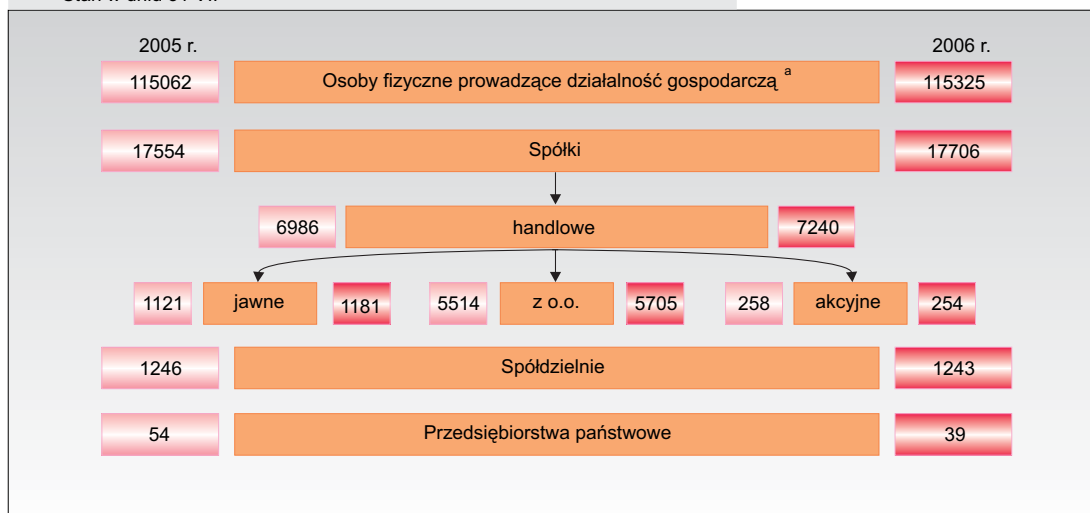 2005 r. 2006 r.
115062 Osoby fizyczne prowadzące działalność gospodarczą a 115325
17554 Spółki 17706
6986 handlowe 7240
1121 jawne 1181 5514 z o.o. 5705 258 akcyjne 254
1246 Spółdzielnie 1243
54 Przedsiębiorstwa państwowe 39